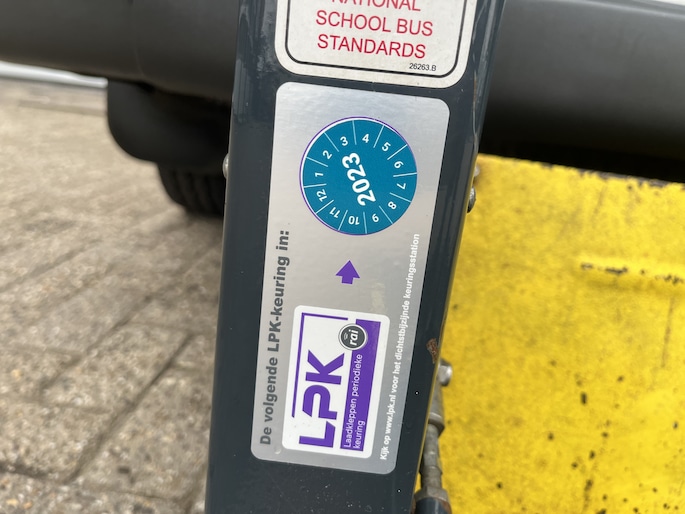 NATIONAL
SCHOOL BUS
STANDARDS
26263.B
De volgende LPK-keuring in:
1 2 3 4 5 6 7 8 9 10 11 12
2023
LPK
rai
Laadkleppen periodieke
keuring
Kijk op www.lpk.nl voor het dichtstbijzijnde keuringsstation